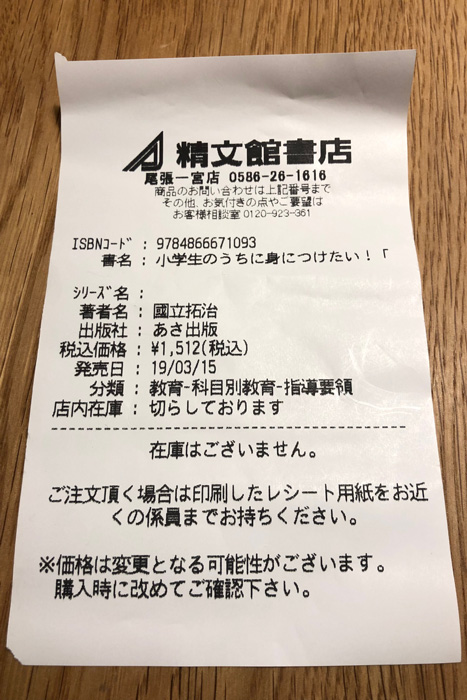 精文館書店
尾張一宮店 0586-26-1616
商品のお問い合わせは上記番号まで
その他、お気付きの点やご要望は
お客様相談室 0120-923-361
ISBNｺｰﾄﾞ : 9784866671093
書名 : 小学生のうちに身につけたい！「
ｼﾘｰｽﾞ名 :
著者名 : 國立拓治
出版社 : あさ出版
税込価格 : ¥1,512(税込)
発売日 : 19/03/15
分類 : 教育-科目別教育-指導要領
店内在庫 : 切らしております
在庫はございません。
ご注文頂く場合は印刷したレシート用紙をお近
くの係員までお持ちください。
※価格は変更となる可能性がございます。
購入時に改めてご確認下さい。